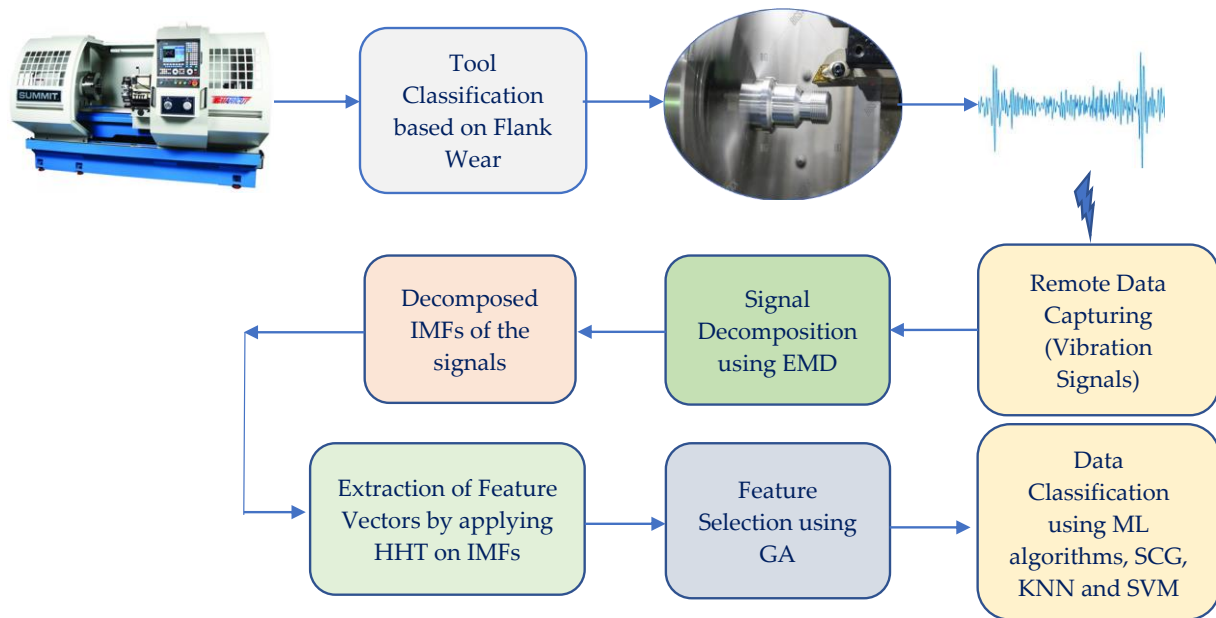 SUMMIT
Tool
Classification
based on Flank
Wear
Remote Data
Capturing
(Vibration
Signals)
Signal
Decomposition
using EMD
Decomposed
IMFs of the
signals
Extraction of Feature
Vectors by applying
HHT on IMFs
Feature
Selection using
GA
Data
Classification
using ML
algorithms, SCG,
KNN and SVM